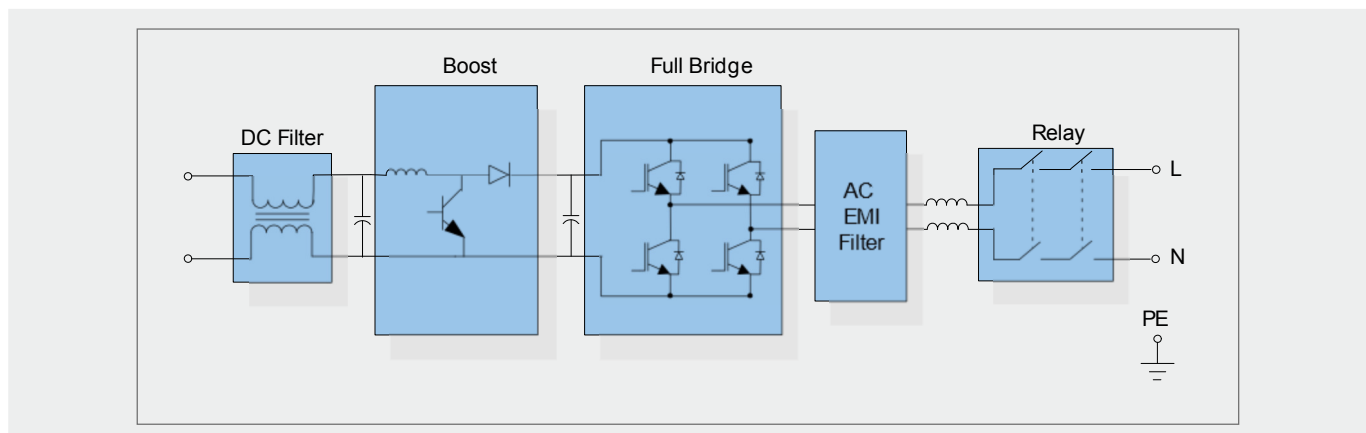 Boost
Full Bridge
DC Filter
Relay
AC
EMI
Filter
L
N
PE